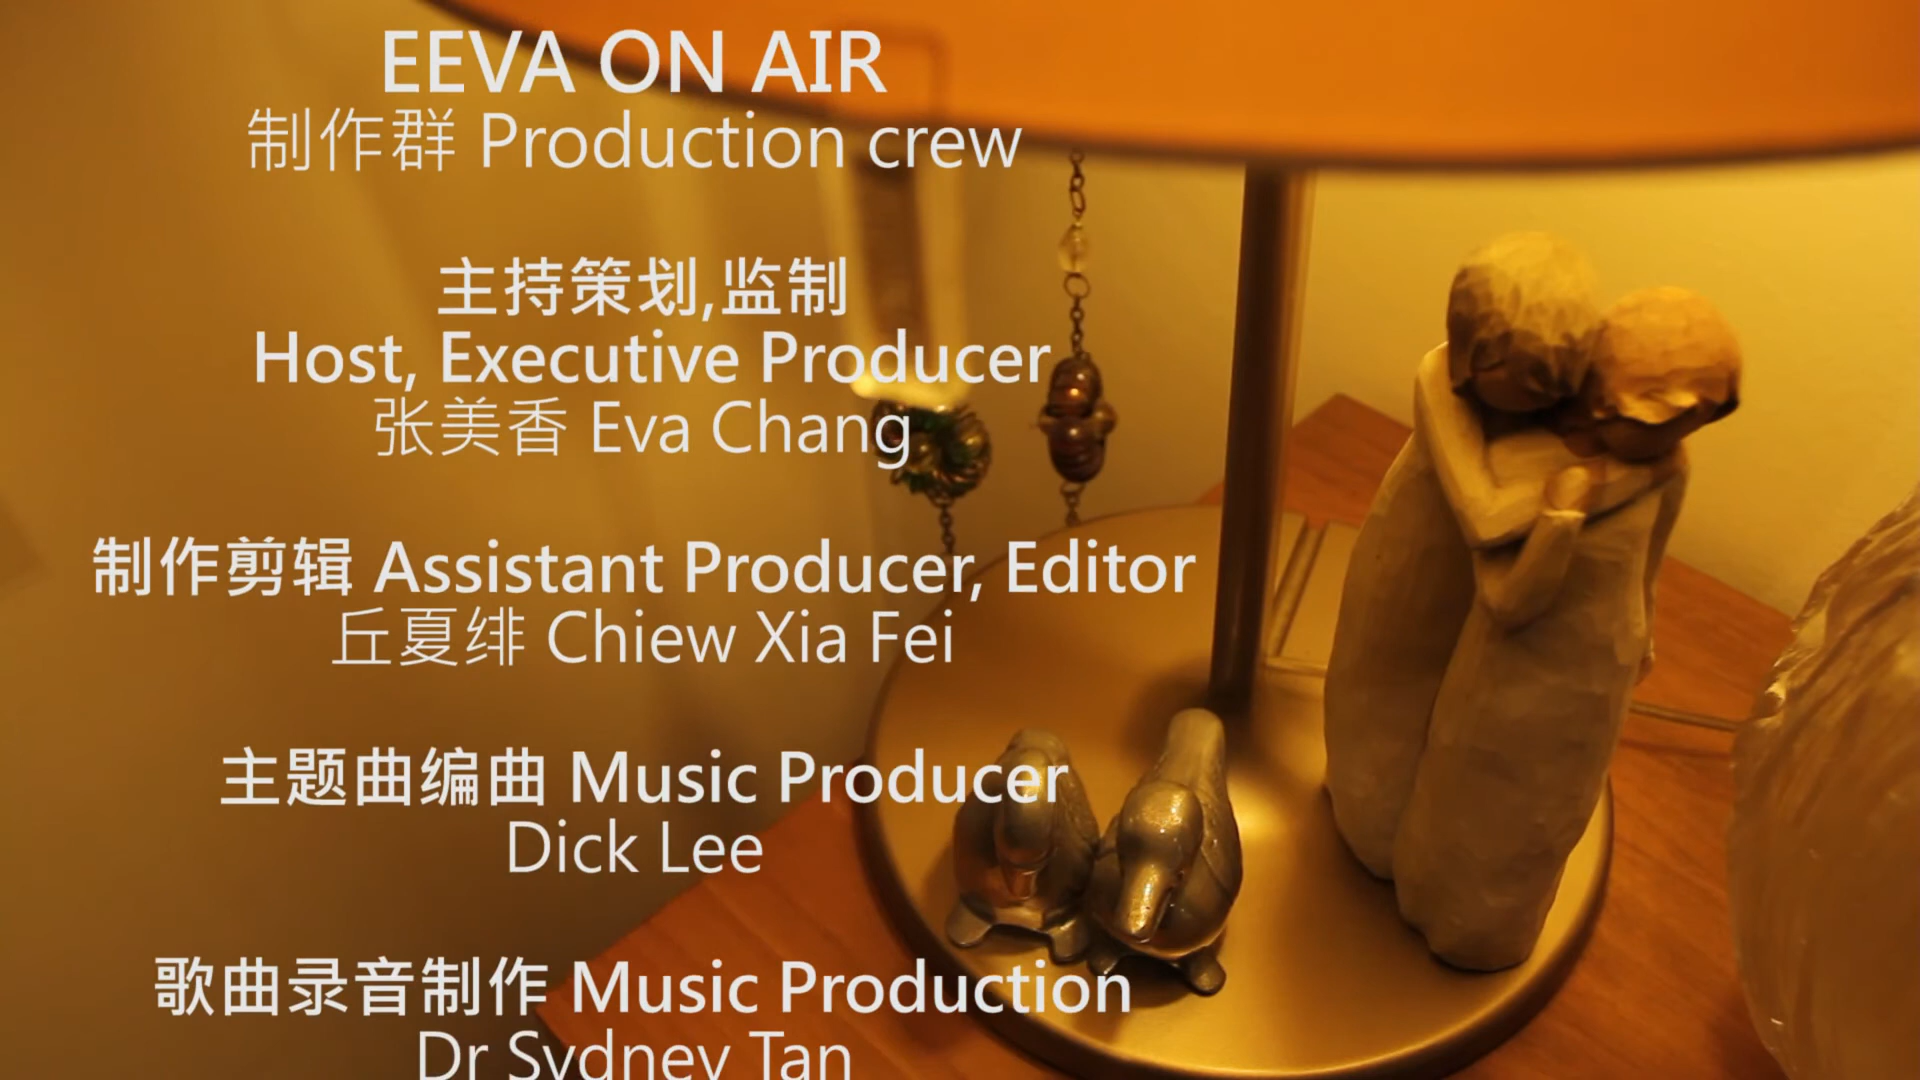 EEVA ON AIR
制作群 Production crew
主持策划,监制
Host, Executive Producer
张美香 Eva Chang
制作剪辑 Assistant Producer, Editor
丘夏绯 Chiew Xia Fei
主题曲编曲 Music Producer
Dick Lee
歌曲录音制作 Music Production
Dr Sydney Tan